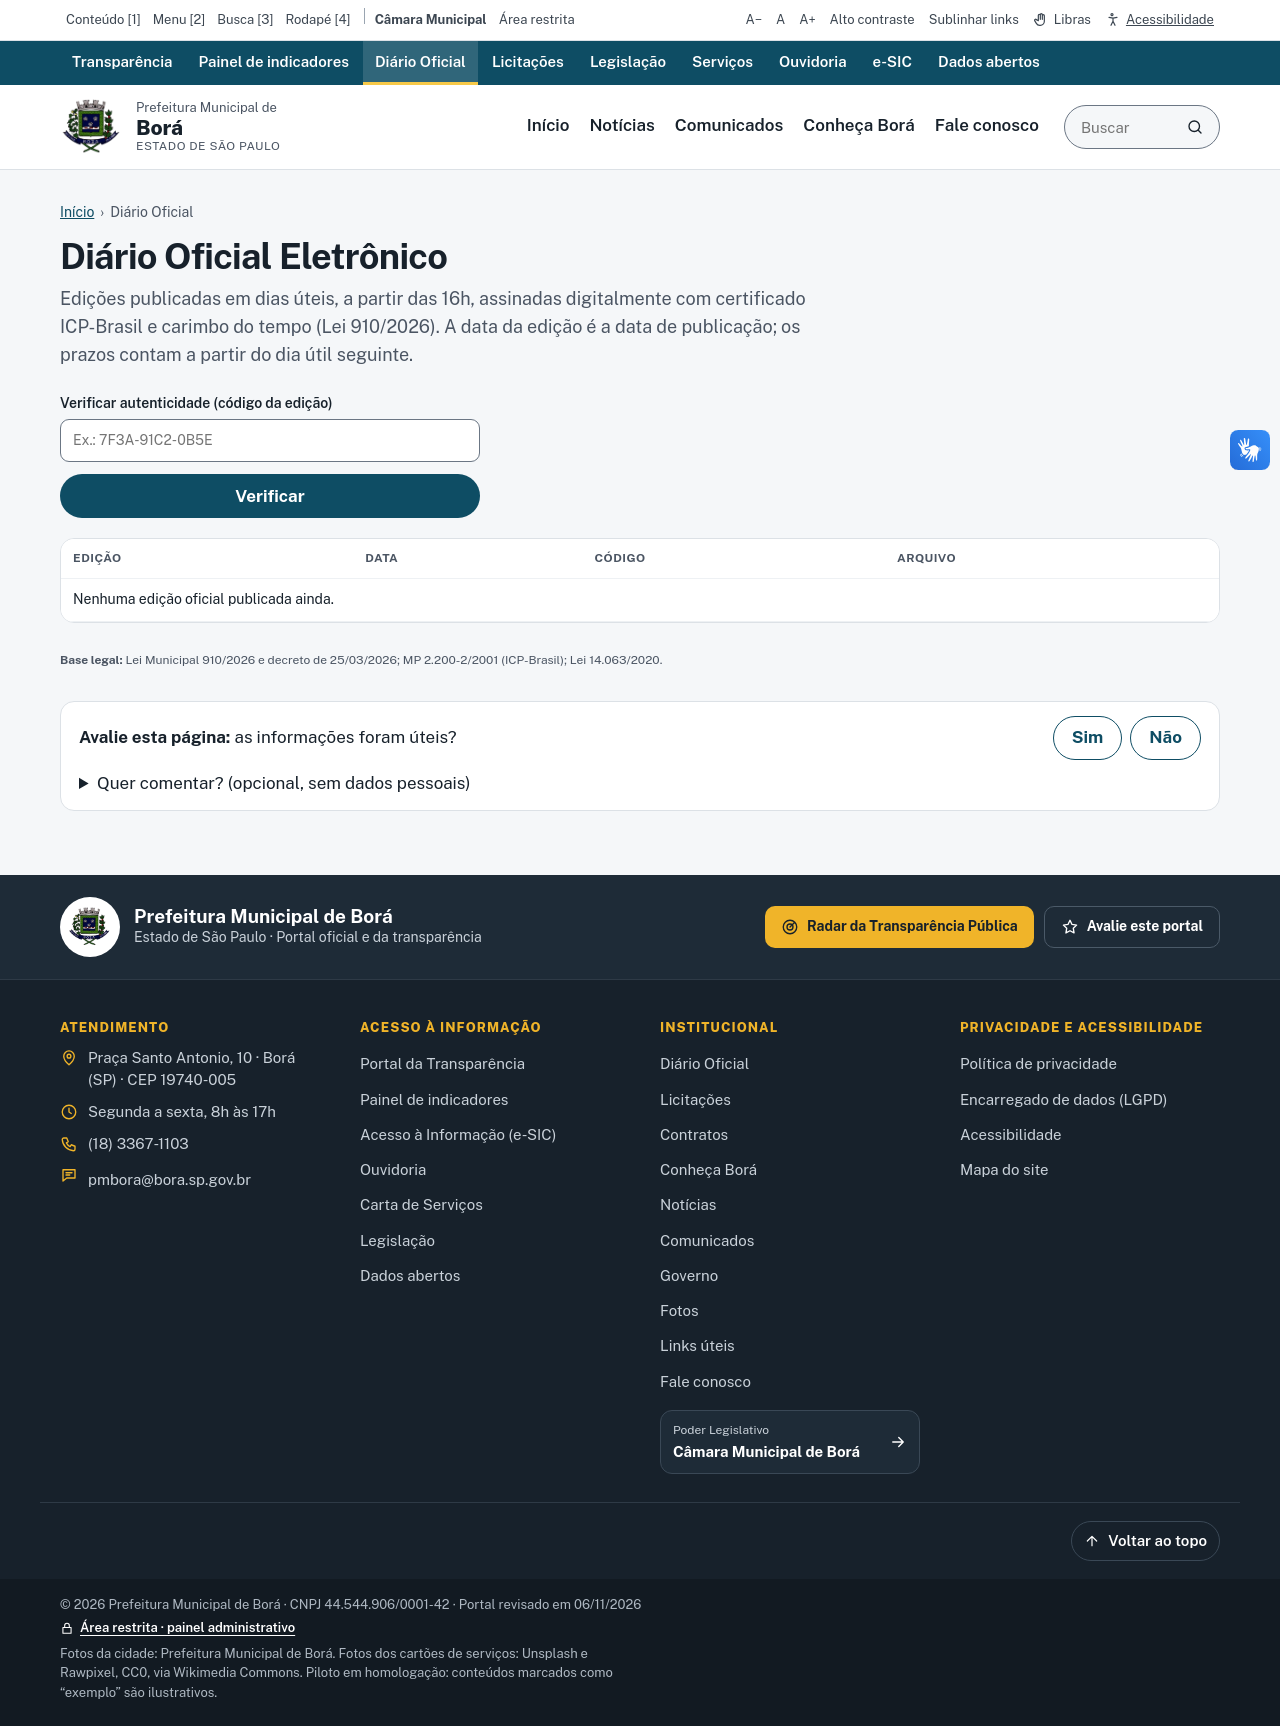 Conteúdo [1] Menu [2] Busca [3] Rodapé [4] Câmara Municipal Área restrita A− A A+ Alto contraste Sublinhar links Libras Acessibilidade
Transparência Painel de indicadores Diário Oficial Licitações Legislação Serviços Ouvidoria e-SIC Dados abertos
Prefeitura Municipal de
Borá
ESTADO DE SÃO PAULO
Início Notícias Comunicados Conheça Borá Fale conosco Buscar
Início › Diário Oficial
Diário Oficial Eletrônico
Edições publicadas em dias úteis, a partir das 16h, assinadas digitalmente com certificado
ICP-Brasil e carimbo do tempo (Lei 910/2026). A data da edição é a data de publicação; os
prazos contam a partir do dia útil seguinte.
Verificar autenticidade (código da edição)
Ex.: 7F3A-91C2-0B5E
Verificar
EDIÇÃO DATA CÓDIGO ARQUIVO
Nenhuma edição oficial publicada ainda.
Base legal: Lei Municipal 910/2026 e decreto de 25/03/2026; MP 2.200-2/2001 (ICP-Brasil); Lei 14.063/2020.
Avalie esta página: as informações foram úteis? Sim Não
Quer comentar? (opcional, sem dados pessoais)
Prefeitura Municipal de Borá
Estado de São Paulo · Portal oficial e da transparência
Radar da Transparência Pública Avalie este portal
ATENDIMENTO
Praça Santo Antonio, 10 · Borá
(SP) · CEP 19740-005
Segunda a sexta, 8h às 17h
(18) 3367-1103
pmbora@bora.sp.gov.br
ACESSO À INFORMAÇÃO
Portal da Transparência
Painel de indicadores
Acesso à Informação (e-SIC)
Ouvidoria
Carta de Serviços
Legislação
Dados abertos
INSTITUCIONAL
Diário Oficial
Licitações
Contratos
Conheça Borá
Notícias
Comunicados
Governo
Fotos
Links úteis
Fale conosco
Poder Legislativo
Câmara Municipal de Borá
PRIVACIDADE E ACESSIBILIDADE
Política de privacidade
Encarregado de dados (LGPD)
Acessibilidade
Mapa do site
Voltar ao topo
© 2026 Prefeitura Municipal de Borá · CNPJ 44.544.906/0001-42 · Portal revisado em 06/11/2026
Área restrita · painel administrativo
Fotos da cidade: Prefeitura Municipal de Borá. Fotos dos cartões de serviços: Unsplash e
Rawpixel, CC0, via Wikimedia Commons. Piloto em homologação: conteúdos marcados como
“exemplo” são ilustrativos.